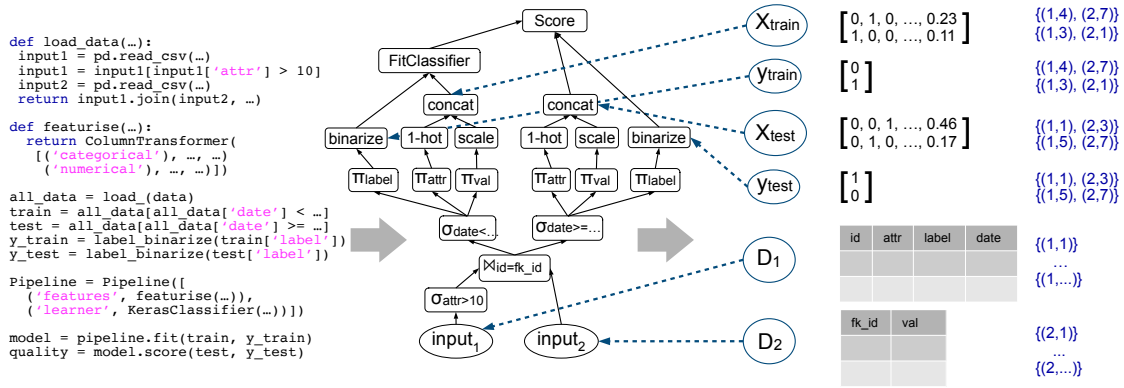 def load_data(…):
input1 = pd.read_csv(…)
input1 = input1[input1['attr'] > 10]
input2 = pd.read_csv(…)
return input1.join(input2, …)
def featurise(…):
return ColumnTransformer(
[('categorical'), …, …)
('numerical'), …, …)])
all_data = load_(data)
train = all_data[all_data['date'] < …]
test = all_data[all_data['date'] >= …]
y_train = label_binarize(train['label'])
y_test = label_binarize(test['label'])
Pipeline = Pipeline([
('features', featurise(…)),
('learner', KerasClassifier(…))])
model = pipeline.fit(train, y_train)
quality = model.score(test, y_test)
Score
FitClassifier
concat concat
binarize 1-hot scale 1-hot scale binarize
πlabel πattr πval πattr πval πlabel
σdate<… σdate>=…
⋈id=fk_id
σattr>10
input1 input2
Xtrain
ytrain
Xtest
ytest
D1
D2
[0, 1, 0, …, 0.23
1, 0, 0, …, 0.11]
{(1,4), (2,7)}
{(1,3), (2,1)}
[0
1]
{(1,4), (2,7)}
{(1,3), (2,1)}
[0, 0, 1, …, 0.46
0, 1, 0, …, 0.17]
{(1,1), (2,3)}
{(1,5), (2,7)}
[1
0]
{(1,1), (2,3)}
{(1,5), (2,7)}
id attr label date
{(1,1)}
…
{(1,...)}
fk_id val
{(2,1)}
…
{(2,...)}